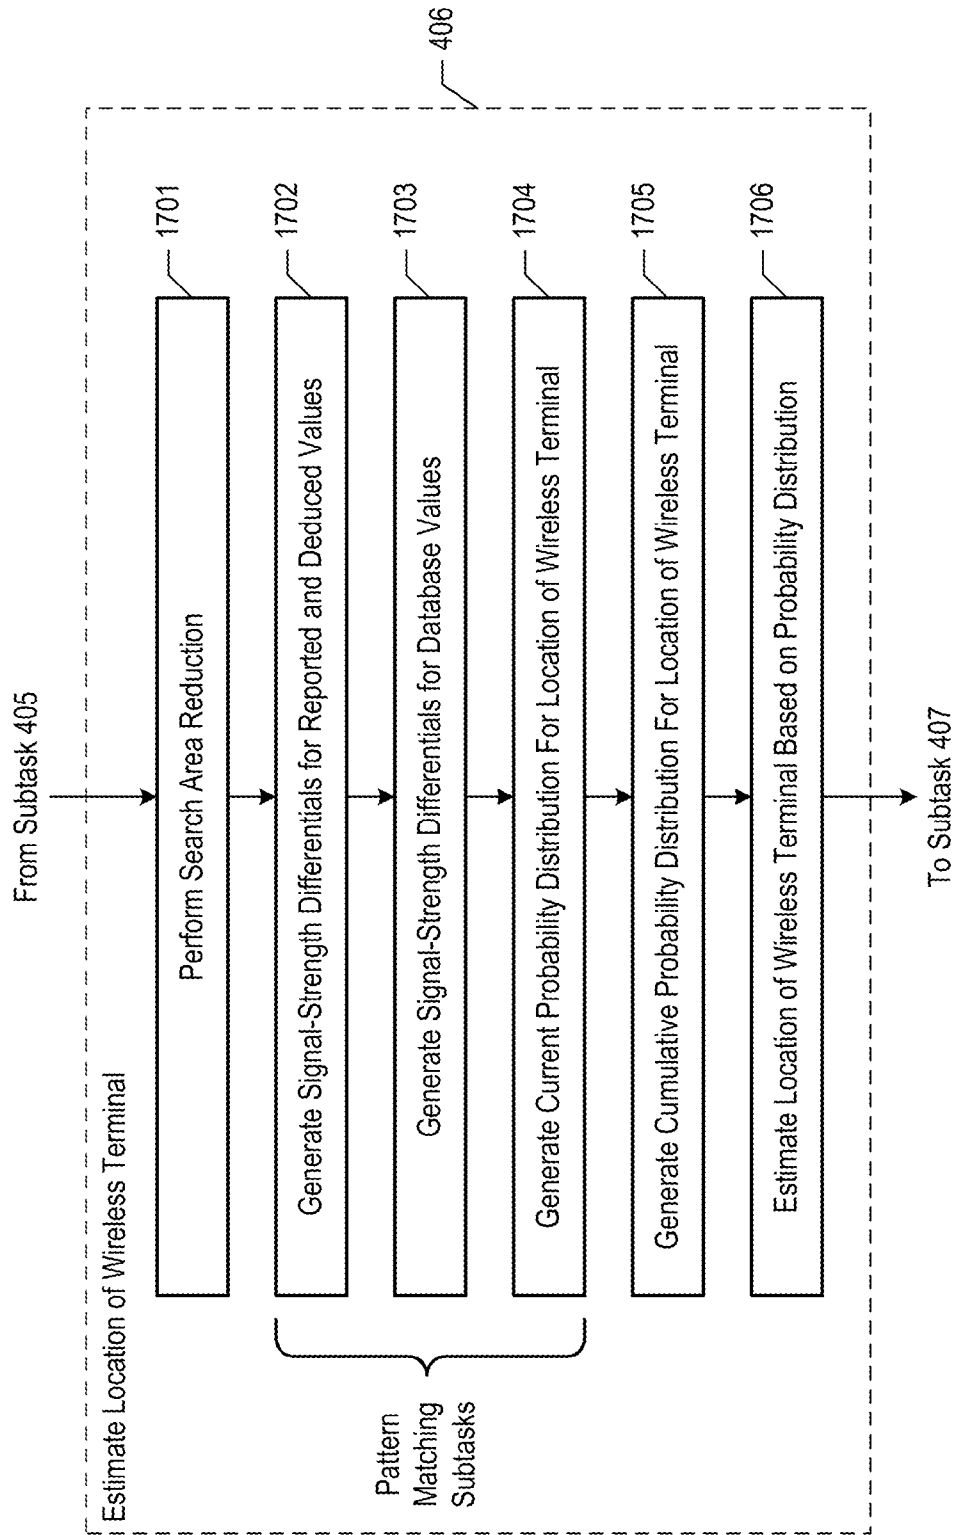 From Subtask 405
406
Estimate Location of Wireless Terminal
1701
Perform Search Area Reduction
1702
Generate Signal-Strength Differentials for Reported and Deduced Values
1703
Generate Signal-Strength Differentials for Database Values
1704
Generate Current Probability Distribution For Location of Wireless Terminal
1705
Generate Cumulative Probability Distribution For Location of Wireless Terminal
1706
Estimate Location of Wireless Terminal Based on Probability Distribution
Pattern
Matching
Subtasks
To Subtask 407